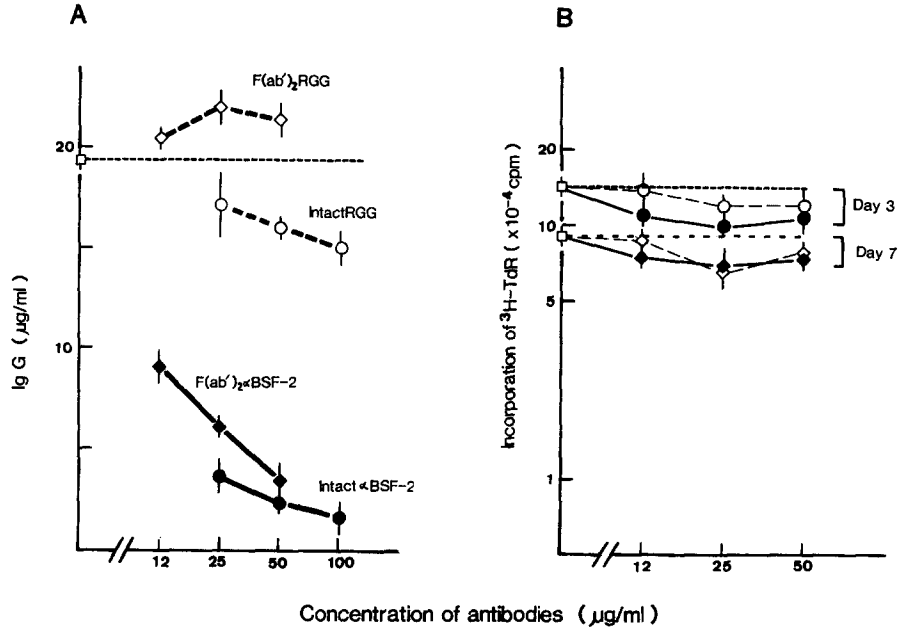 A
B
F(ab')₂RGG
IntactRGG
F(ab')₂∝BSF-2
Intact∝BSF-2
Ig G (μg/ml)
20
10
12
25
50
100
Incorporation of ³H-TdR (x10⁻⁴cpm)
20
10
5
1
Day 3
Day 7
12
25
50
Concentration of antibodies (μg/ml)